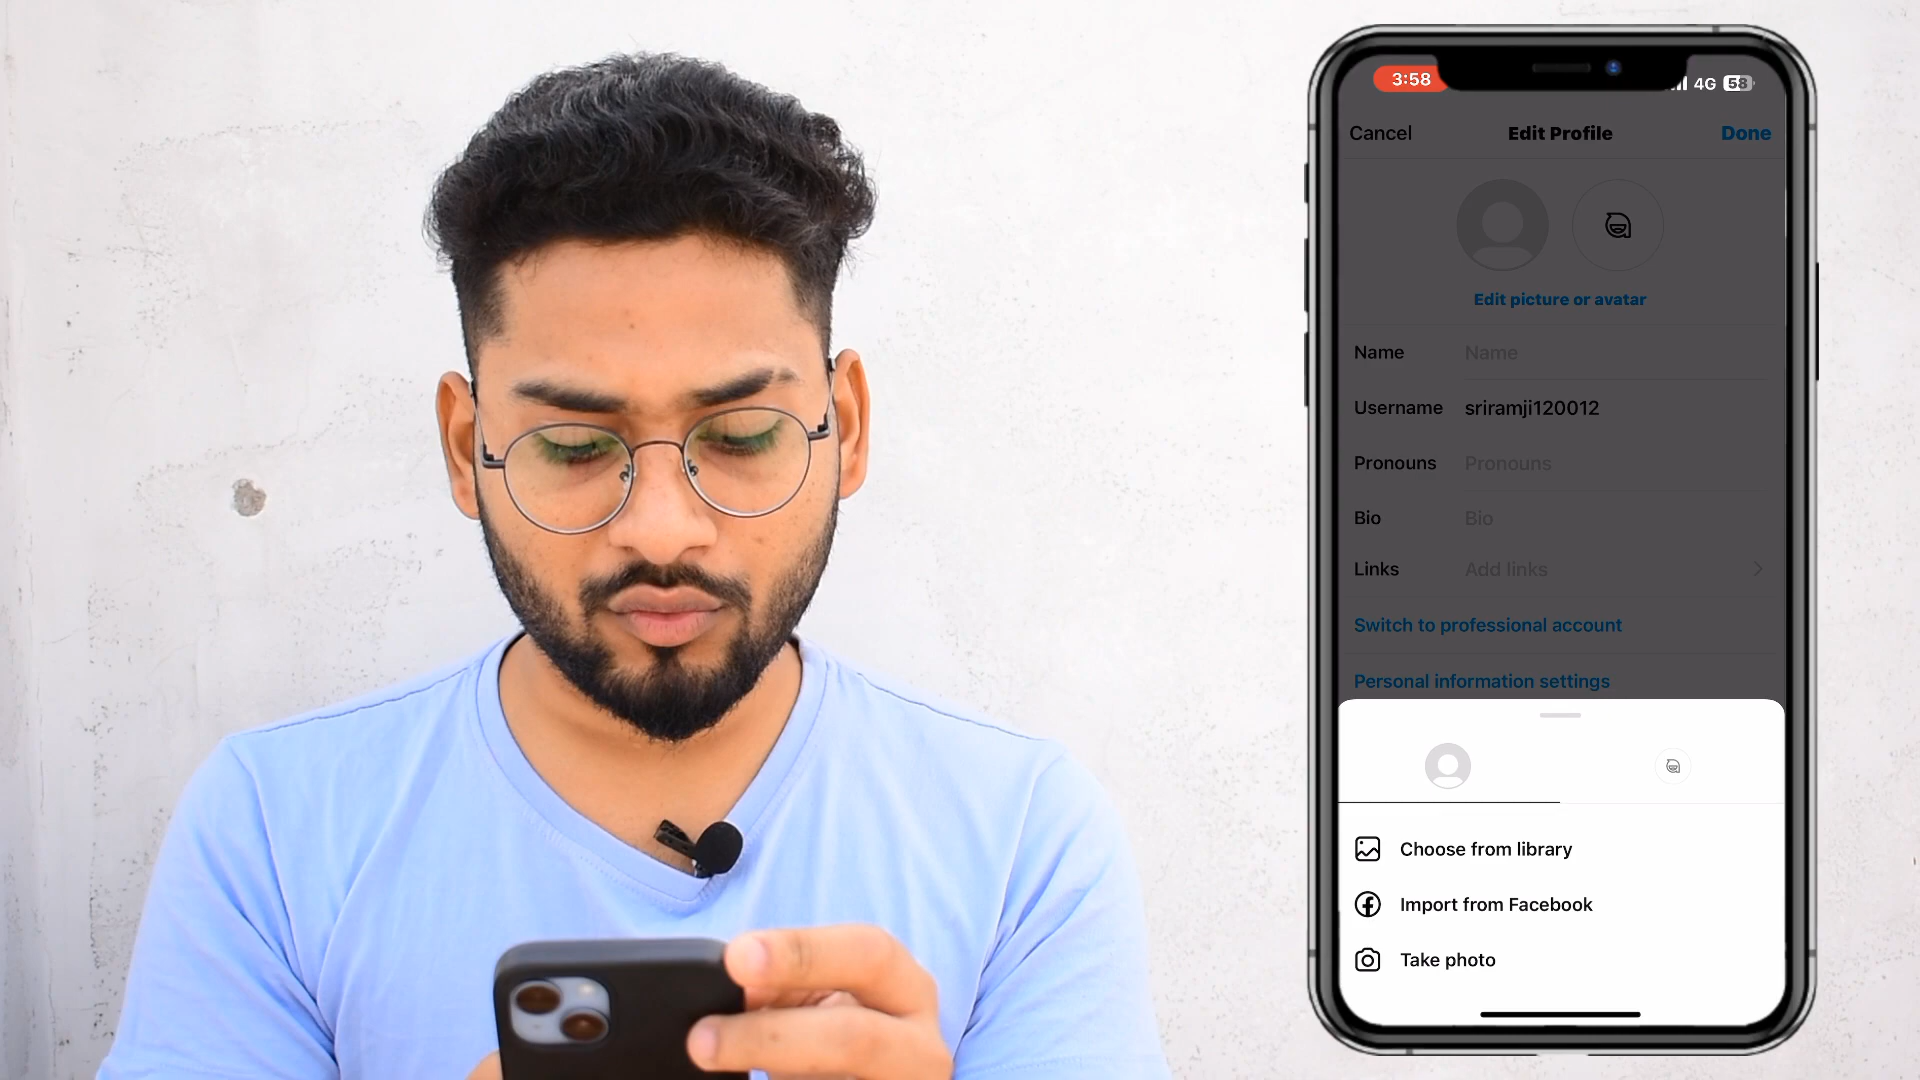 3:58
4G 58
Cancel Edit Profile Done
Edit picture or avatar
Name Name
Username sriramji120012
Pronouns Pronouns
Bio Bio
Links Add links
Switch to professional account
Personal information settings
Choose from library
Import from Facebook
Take photo